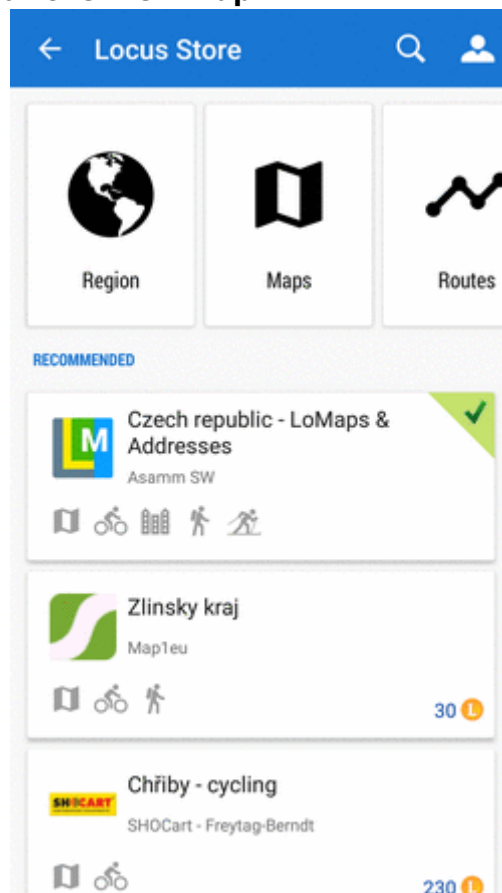 Locus Store
Region
Maps
Routes
RECOMMENDED
Czech republic - LoMaps &
Addresses
Asamm SW
LM
Zlinsky kraj
Map1eu
30 L
Chřiby - cycling
SHOCART
SHOCart - Freytag-Berndt
230 L